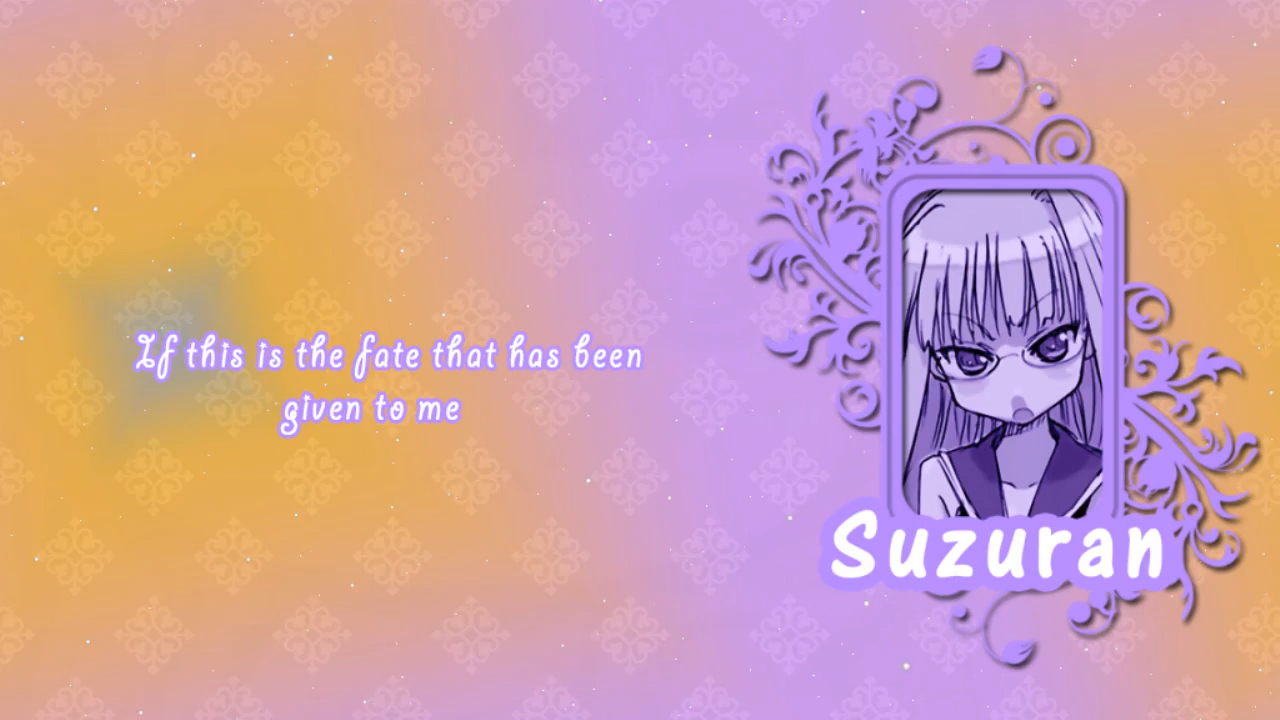 If this is the fate that has been
given to me
Suzuran